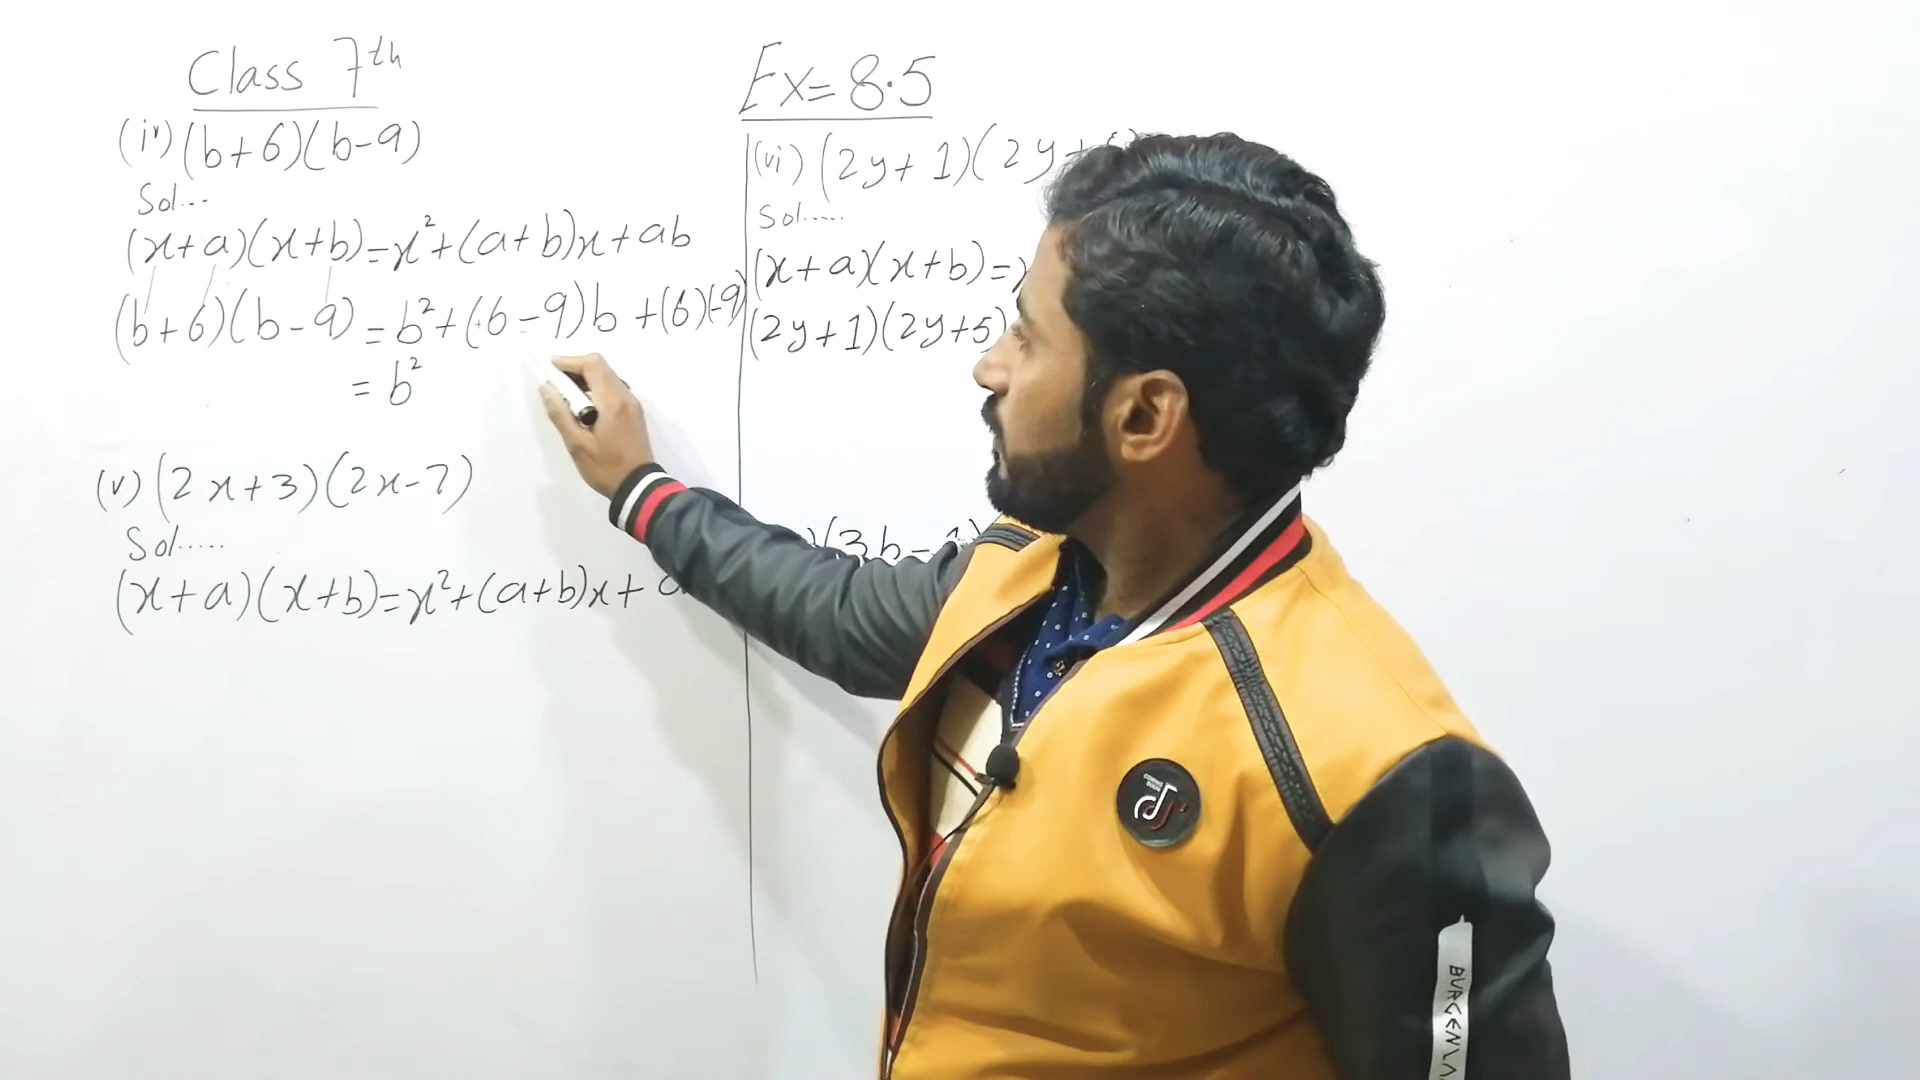 Class 7th
(iv) (b+6)(b-9)
Sol...
(x+a)(x+b)=x²+(a+b)x+ab
(b+6)(b-9)=b²+(6-9)b+(6)(-9)
=b²
(v) (2x+3)(2x-7)
Sol.....
(x+a)(x+b)=x²+(a+b)x+a
Ex=8.5
(vi) (2y+1)(2y+
Sol.....
(x+a)(x+b)=
(2y+1)(2y+5)
)(3b-